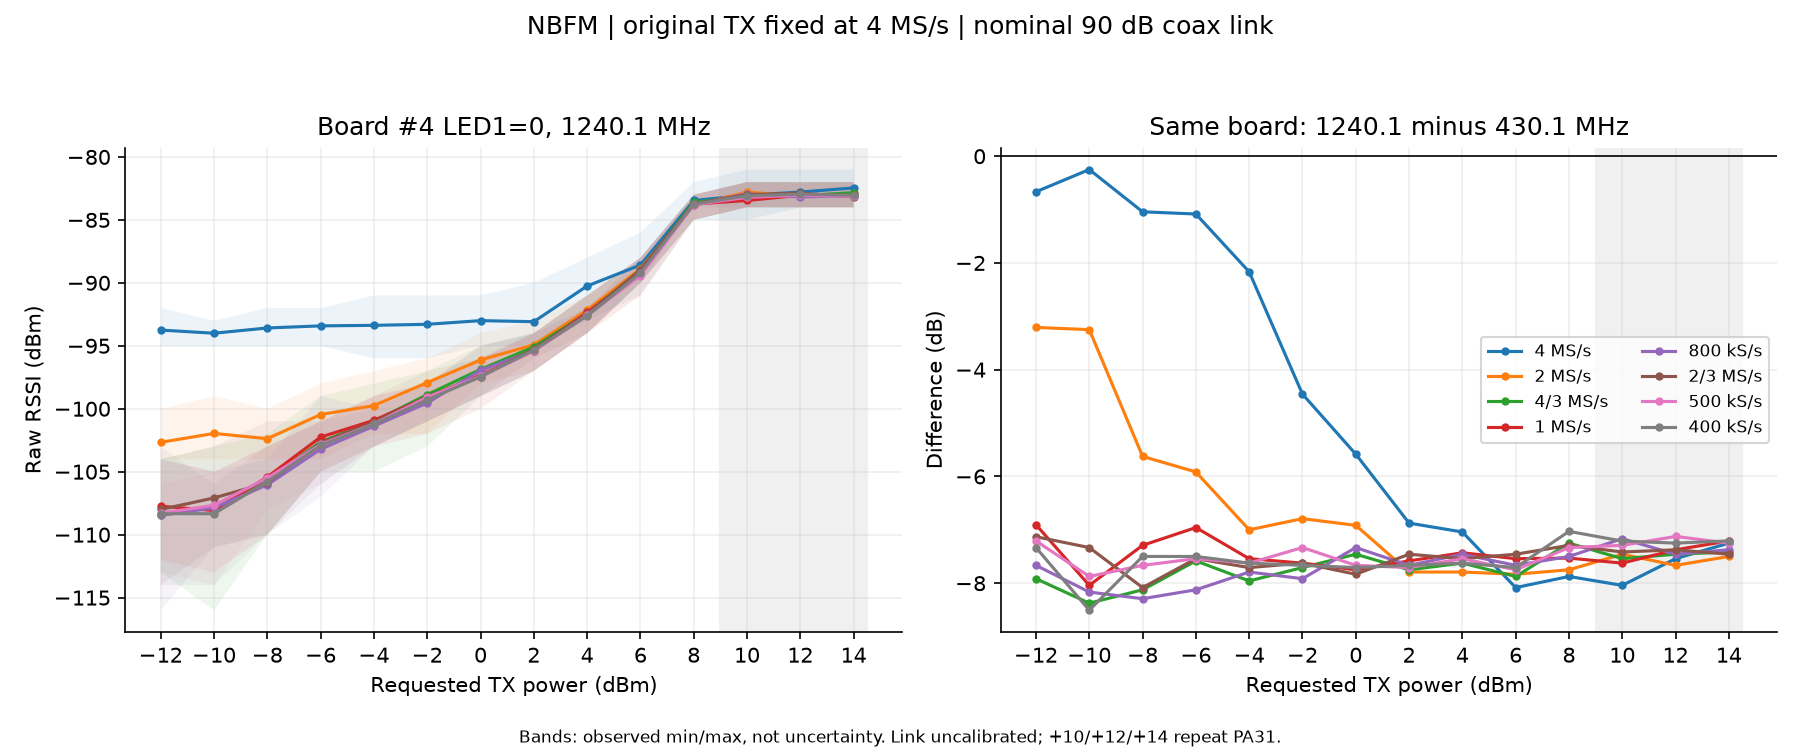 NBFM | original TX fixed at 4 MS/s | nominal 90 dB coax link
Board #4 LED1=0, 1240.1 MHz
−80
−85
−90
−95
−100
−105
−110
−115
Raw RSSI (dBm)
−12 −10 −8 −6 −4 −2 0 2 4 6 8 10 12 14
Requested TX power (dBm)
Same board: 1240.1 minus 430.1 MHz
0
−2
−4
−6
−8
Difference (dB)
4 MS/s
2 MS/s
4/3 MS/s
1 MS/s
800 kS/s
2/3 MS/s
500 kS/s
400 kS/s
−12 −10 −8 −6 −4 −2 0 2 4 6 8 10 12 14
Requested TX power (dBm)
Bands: observed min/max, not uncertainty. Link uncalibrated; +10/+12/+14 repeat PA31.